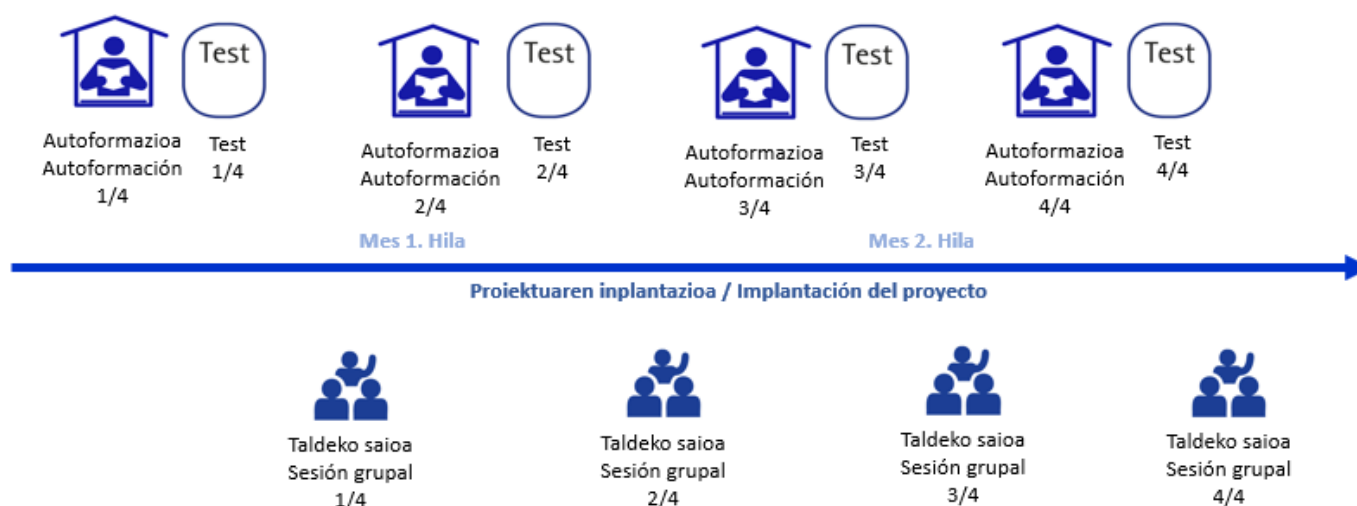 Test
Test
Test
Test
Autoformazioa
Autoformación
1/4
Test
1/4
Autoformazioa
Autoformación
2/4
Test
2/4
Autoformazioa
Autoformación
3/4
Test
3/4
Autoformazioa
Autoformación
4/4
Test
4/4
Mes 1. Hila
Mes 2. Hila
Proiektuaren inplantazioa / Implantación del proyecto
Taldeko saioa
Sesión grupal
1/4
Taldeko saioa
Sesión grupal
2/4
Taldeko saioa
Sesión grupal
3/4
Taldeko saioa
Sesión grupal
4/4